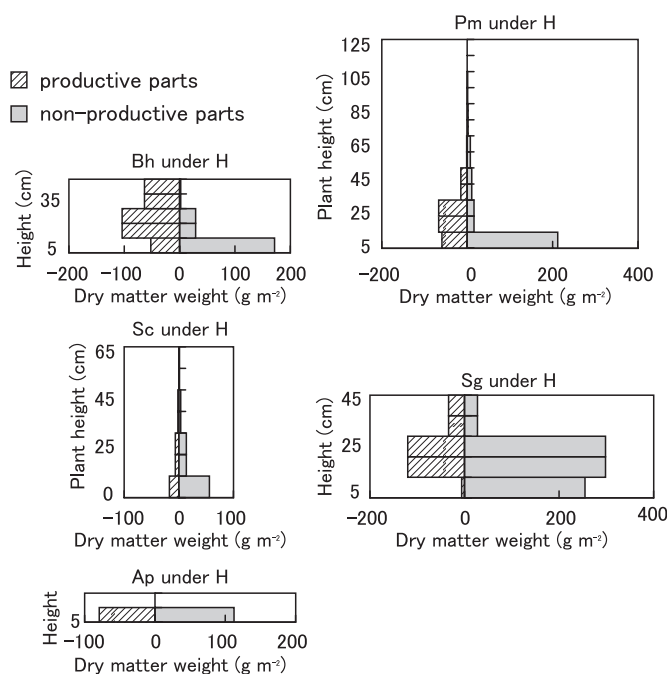 productive parts
non-productive parts
Bh under H
Height (cm)
35
5
−200 −100 0 100 200
Dry matter weight (g m⁻²)
Pm under H
Plant height (cm)
125
105
85
65
45
25
5
−200 0 200 400
Dry matter weight (g m⁻²)
Sc under H
Plant height (cm)
65
25
0
−100 0 100
Dry matter weight (g m⁻²)
Sg under H
Height (cm)
45
25
5
−200 0 200 400
Dry matter weight (g m⁻²)
Ap under H
Height
5
−100 0 100 200
Dry matter weight (g m⁻²)